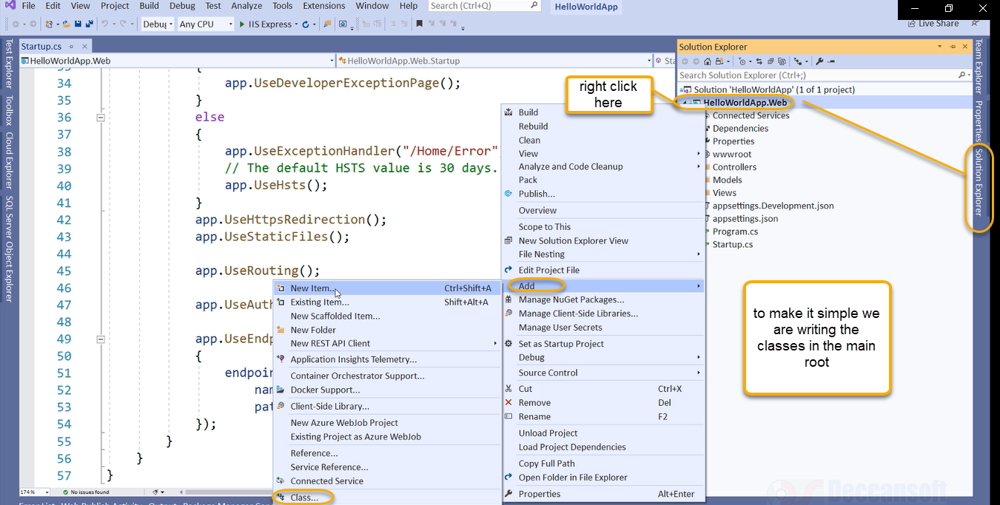 File Edit View Project Build Debug Test Analyze Tools Extensions Window Help Search (Ctrl+Q) HelloWorldApp
Debug Any CPU IIS Express Live Share
Startup.cs
HelloWorldApp.Web HelloWorldApp.Web.Startup Sta
Test Explorer
Toolbox
Cloud Explorer
SQL Server Object Explorer
33 {
34 app.UseDeveloperExceptionPage();
35 }
36 else
37 {
38 app.UseExceptionHandler("/Home/Error"
39 // The default HSTS value is 30 days.
40 app.UseHsts();
41 }
42 app.UseHttpsRedirection();
43 app.UseStaticFiles();
44
45 app.UseRouting();
46
47 app.UseAuth
48
49 app.UseEndp
50 {
51 endpoin
52 nam
53 pat
54 });
55 }
56 }
57 }
174 % No issues found
Error List Web Publish Activity Output Package Manager Con
New Item... Ctrl+Shift+A
Existing Item... Shift+Alt+A
New Scaffolded Item...
New Folder
New REST API Client
Application Insights Telemetry...
Container Orchestrator Support...
Docker Support...
Client-Side Library...
New Azure WebJob Project
Existing Project as Azure WebJob
Reference...
Service Reference...
Connected Service
Class...
Build
Rebuild
Clean
View
Analyze and Code Cleanup
Pack
Publish...
Overview
Scope to This
New Solution Explorer View
File Nesting
Edit Project File
Add
Manage NuGet Packages...
Manage Client-Side Libraries...
Manage User Secrets
Set as Startup Project
Debug
Source Control
Cut Ctrl+X
Remove Del
Rename F2
Unload Project
Load Project Dependencies
Copy Full Path
Open Folder in File Explorer
Properties Alt+Enter
right click
here
Solution Explorer
Search Solution Explorer (Ctrl+;)
Solution 'HelloWorldApp' (1 of 1 project)
HelloWorldApp.Web
Connected Services
Dependencies
Properties
wwwroot
Controllers
Models
Views
appsettings.Development.json
appsettings.json
Program.cs
Startup.cs
to make it simple we
are writing the
classes in the main
root
Team Explorer
Properties
Solution Explorer
Deccansoft